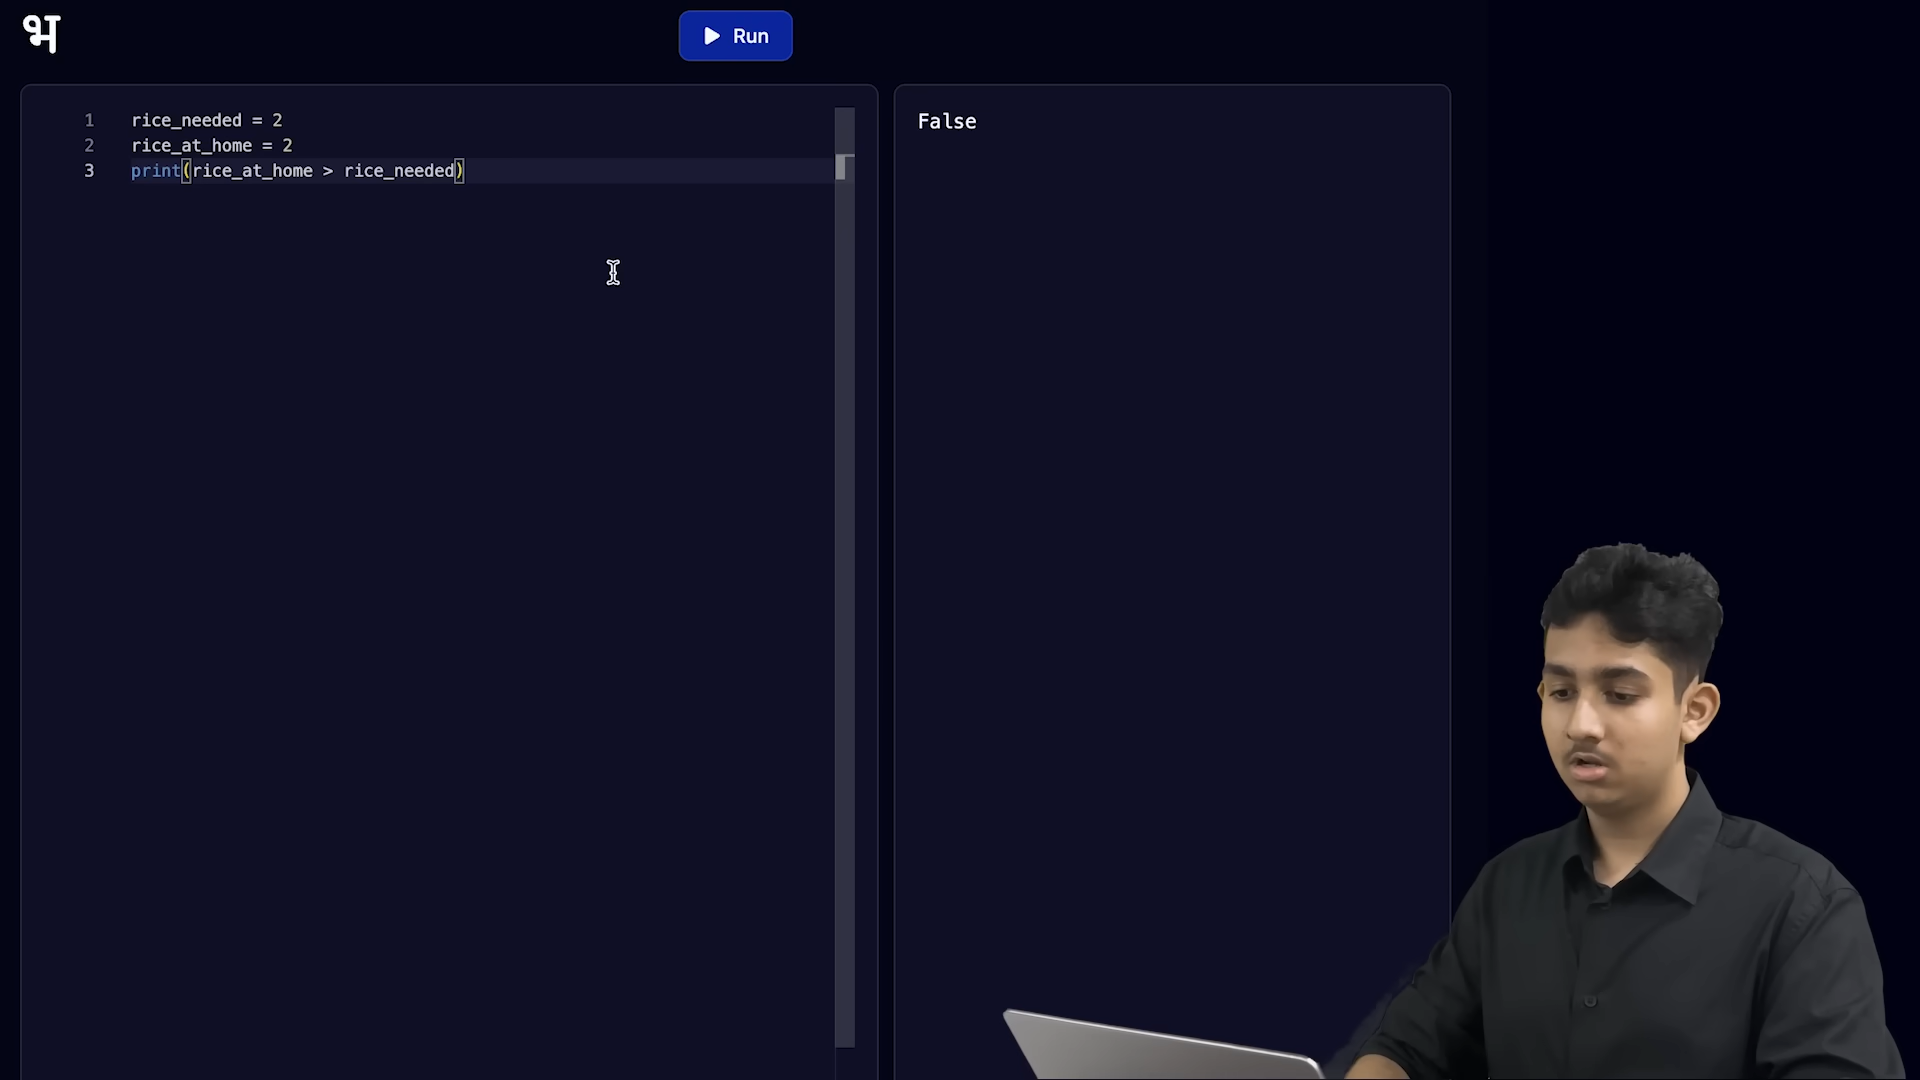 भ
Run
1 rice_needed = 2
2 rice_at_home = 2
3 print(rice_at_home > rice_needed)
False